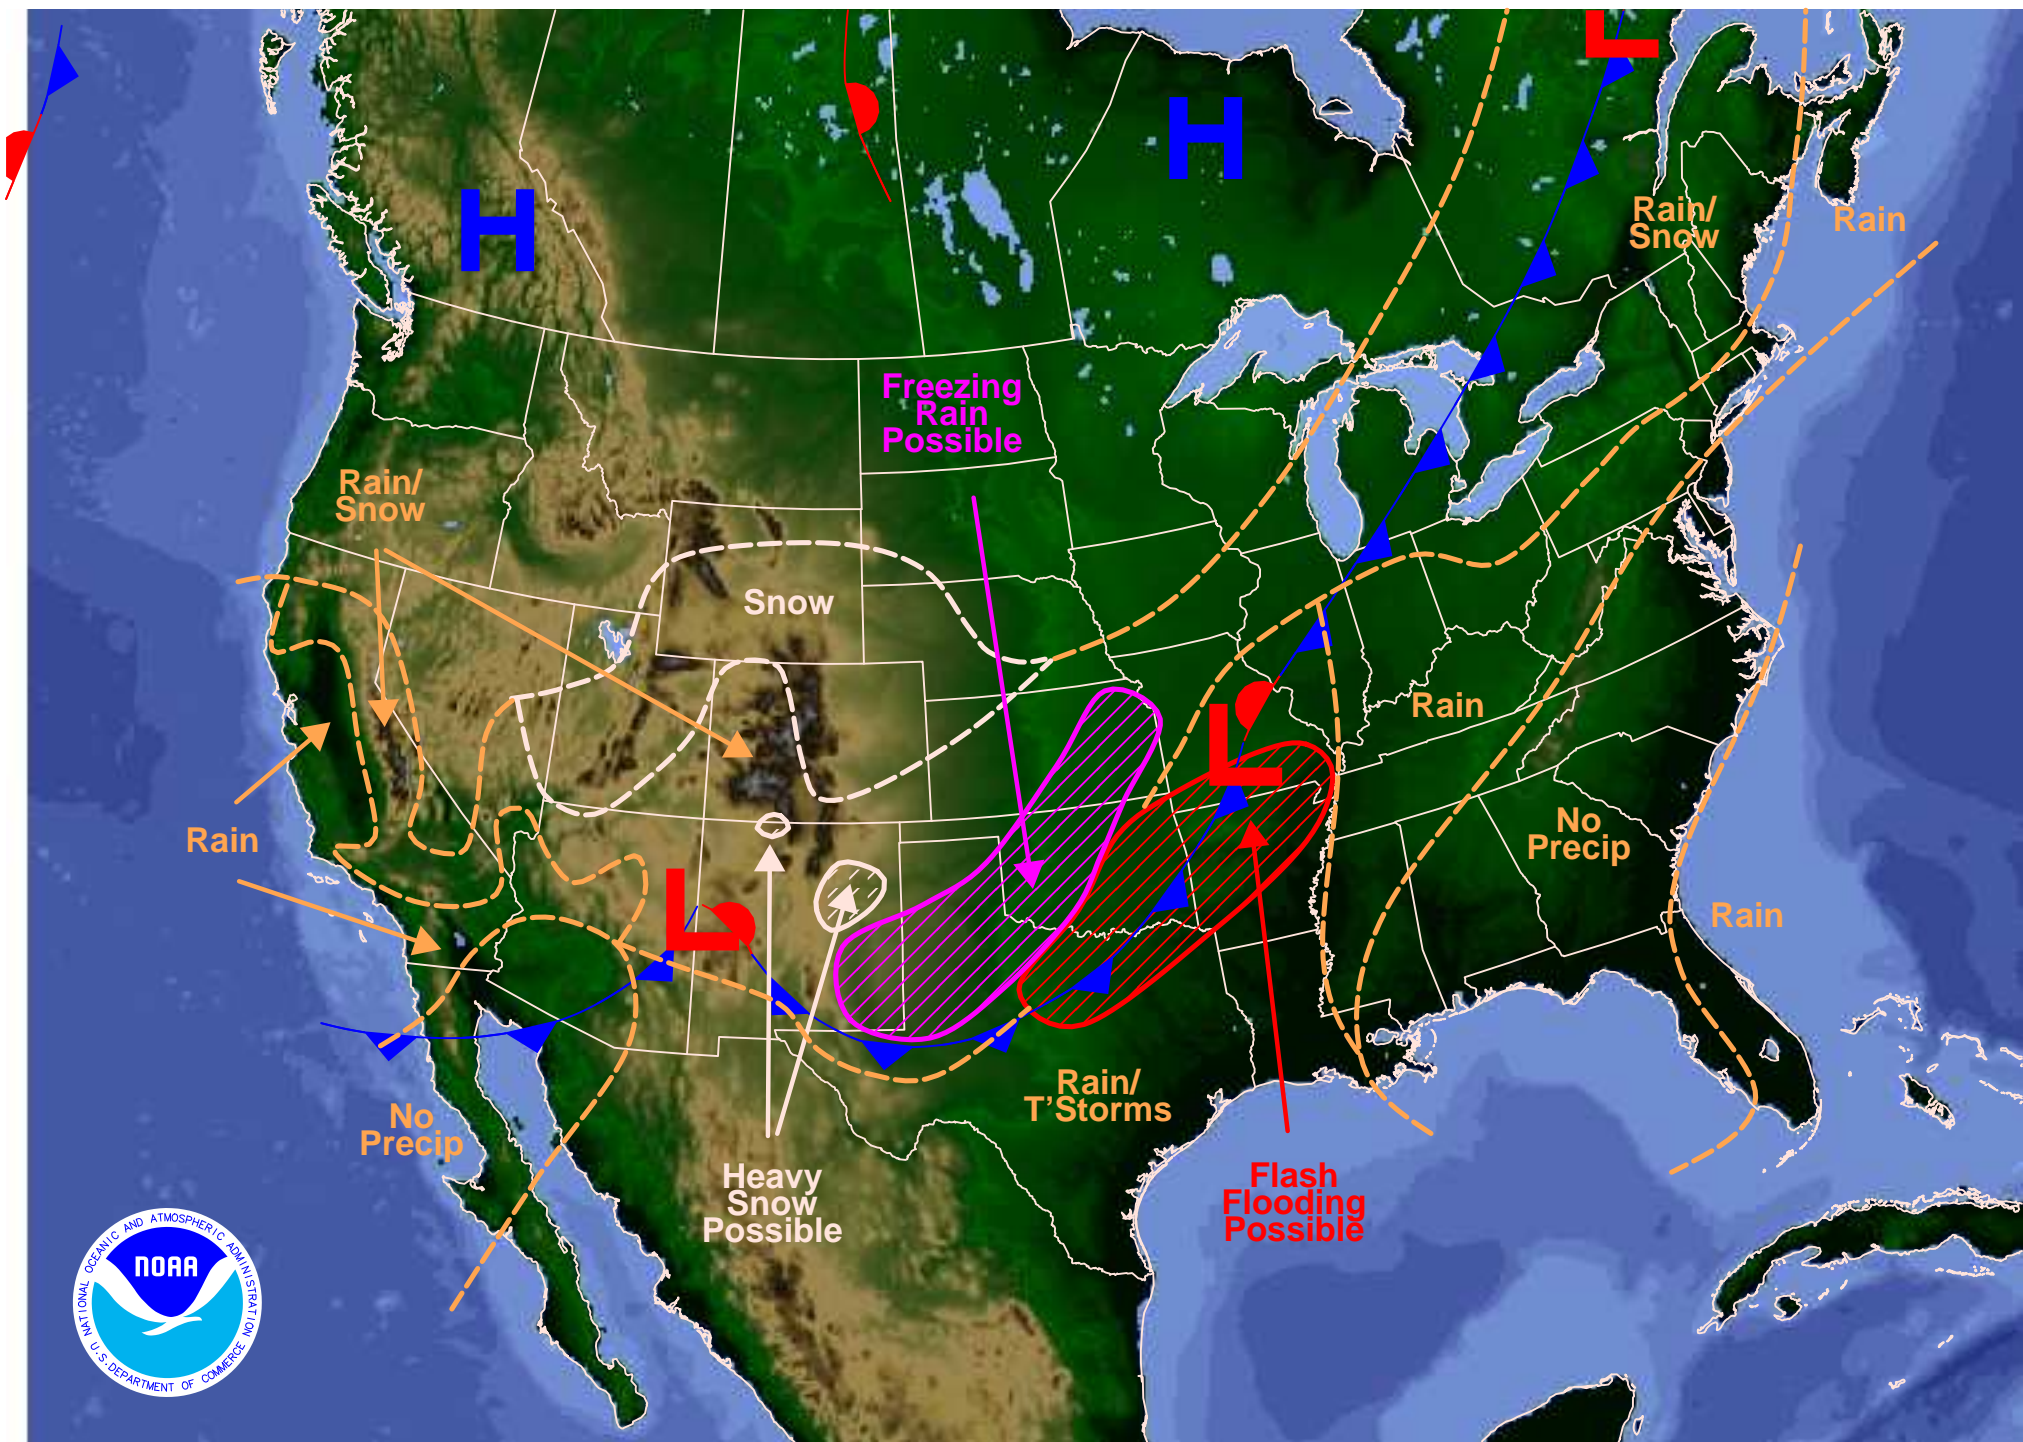 L
H
H
Rain/
Snow
Rain
Freezing
Rain
Possible
Rain/
Snow
Snow
Rain
L
Rain
No
Precip
L
Rain
Rain/
T'Storms
No
Precip
Heavy
Snow
Possible
Flash
Flooding
Possible
NATIONAL OCEANIC AND ATMOSPHERIC ADMINISTRATION
NOAA
U.S. DEPARTMENT OF COMMERCE